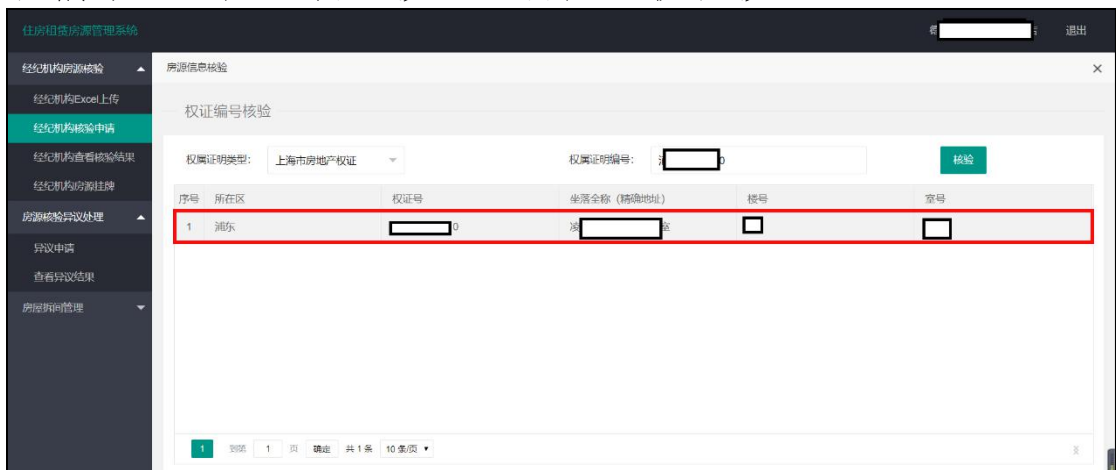 住房租赁房源管理系统 退出
经纪机构房源核验 房源信息核验
经纪机构Excel上传
权证编号核验
经纪机构核验申请
经纪机构查看核验结果 权属证明类型: 上海市房地产权证 权属证明编号: 0 核验
经纪机构房源挂牌
序号 所在区 权证号 坐落全称 (精确地址) 楼号 室号
房源核验异议处理
1 浦东 0 凌 室
异议申请
查看异议结果
房屋拆间管理
1 到第 1 页 确定 共 1 条 10 条/页